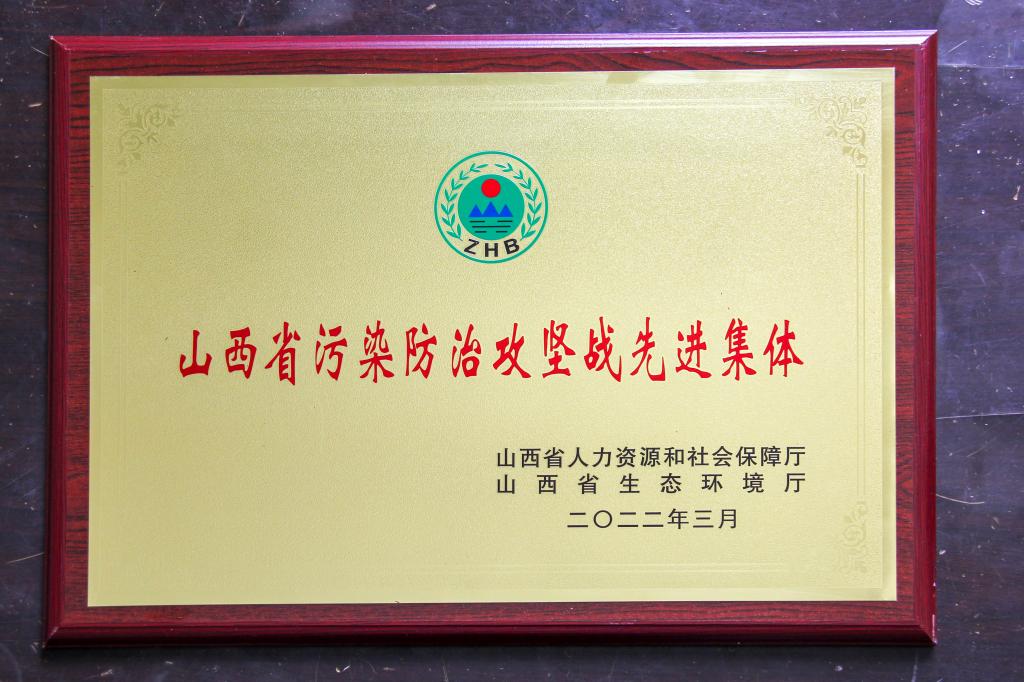 ZHB
山西省污染防治攻坚战先进集体
山西省人力资源和社会保障厅
山西省生态环境厅
二〇二二年三月